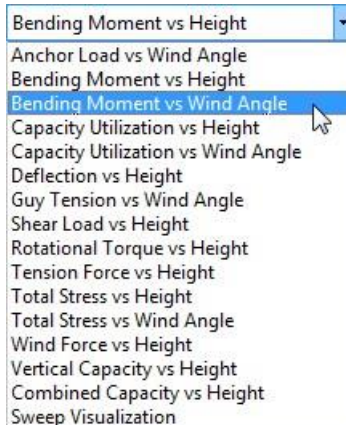 Bending Moment vs Height
Anchor Load vs Wind Angle
Bending Moment vs Height
Bending Moment vs Wind Angle
Capacity Utilization vs Height
Capacity Utilization vs Wind Angle
Deflection vs Height
Guy Tension vs Wind Angle
Shear Load vs Height
Rotational Torque vs Height
Tension Force vs Height
Total Stress vs Height
Total Stress vs Wind Angle
Wind Force vs Height
Vertical Capacity vs Height
Combined Capacity vs Height
Sweep Visualization